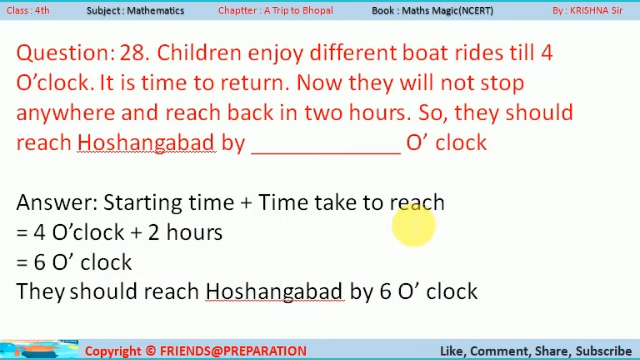 Class : 4th Subject : Mathematics Chaptter : A Trip to Bhopal Book : Maths Magic(NCERT) By : KRISHNA Sir
Question: 28. Children enjoy different boat rides till 4
O'clock. It is time to return. Now they will not stop
anywhere and reach back in two hours. So, they should
reach Hoshangabad by _____________ O' clock
Answer: Starting time + Time take to reach
= 4 O'clock + 2 hours
= 6 O' clock
They should reach Hoshangabad by 6 O' clock
Copyright © FRIENDS@PREPARATION Like, Comment, Share, Subscribe